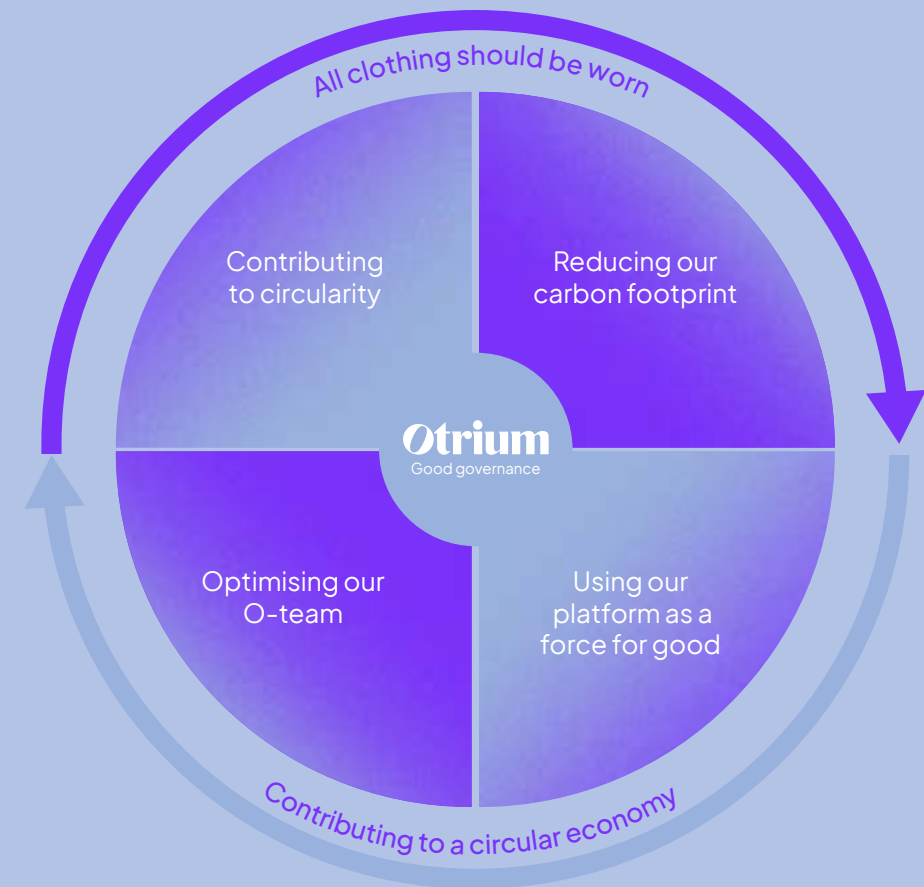 All clothing should be worn
Contributing
to circularity
Reducing our
carbon footprint
Otrium
Good governance
Optimising our
O-team
Using our
platform as a
force for good
Contributing to a circular economy